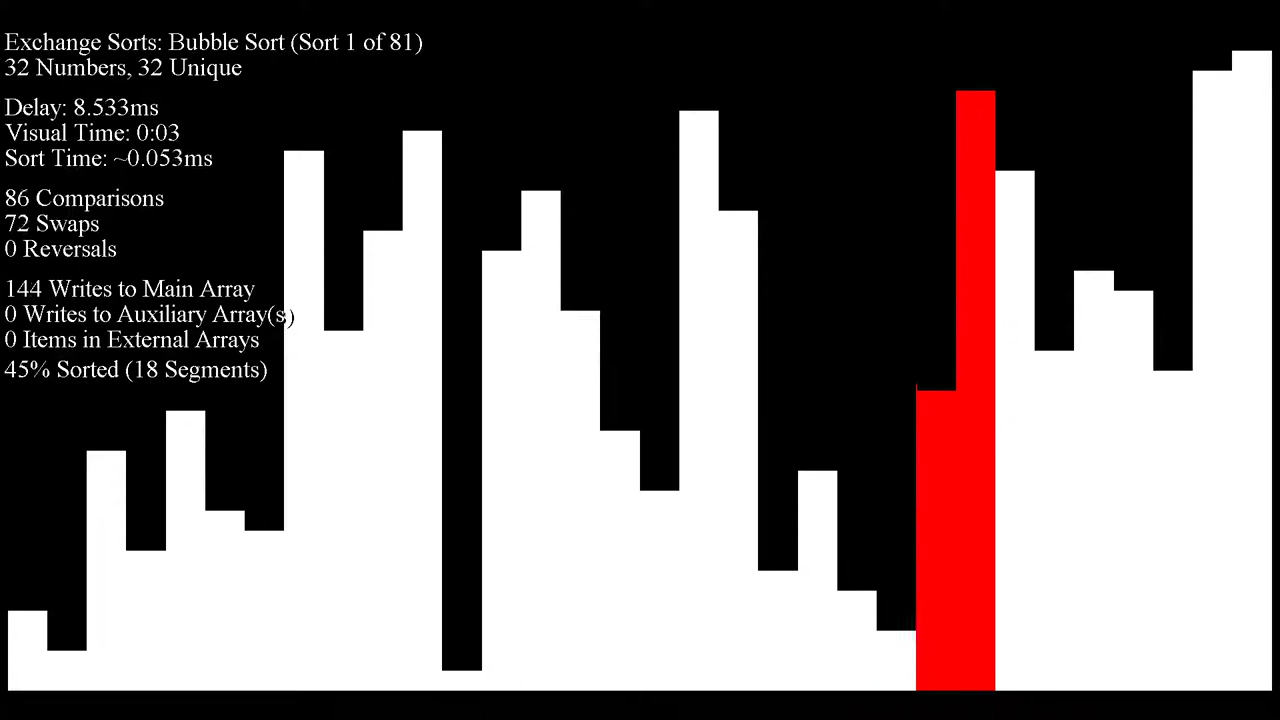 Exchange Sorts: Bubble Sort (Sort 1 of 81)
32 Numbers, 32 Unique
Delay: 8.533ms
Visual Time: 0:03
Sort Time: ~0.053ms
86 Comparisons
72 Swaps
0 Reversals
144 Writes to Main Array
0 Writes to Auxiliary Array(s)
0 Items in External Arrays
45% Sorted (18 Segments)